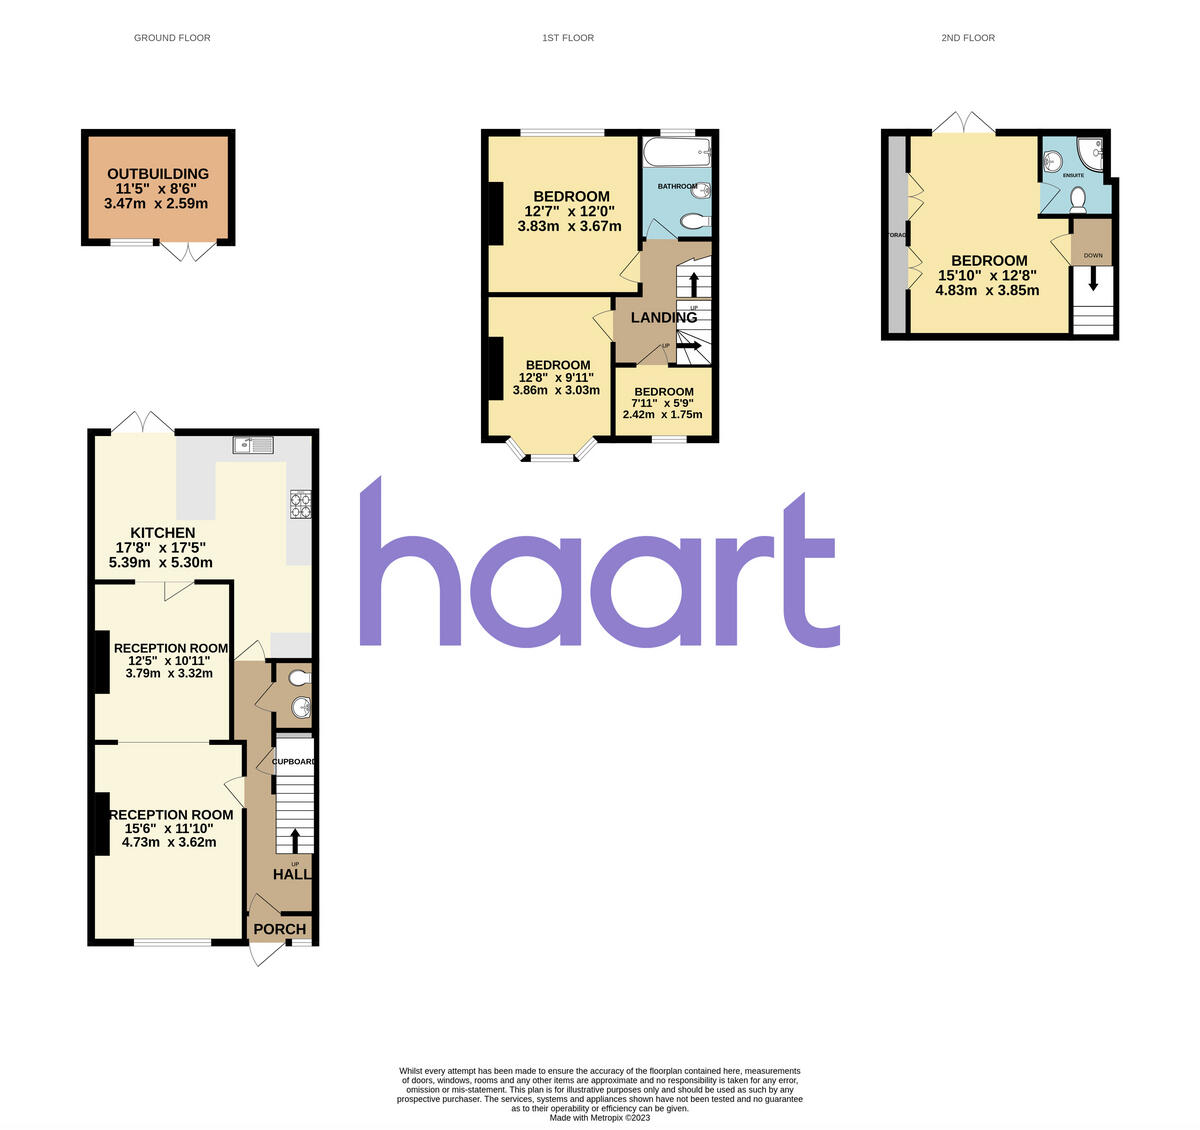 GROUND FLOOR
1ST FLOOR
2ND FLOOR
OUTBUILDING
11'5" x 8'6"
3.47m x 2.59m
KITCHEN
17'8" x 17'5"
5.39m x 5.30m
RECEPTION ROOM
12'5" x 10'11"
3.79m x 3.32m
CUPBOARD
RECEPTION ROOM
15'6" x 11'10"
4.73m x 3.62m
UP
HALL
PORCH
BEDROOM
12'7" x 12'0"
3.83m x 3.67m
BATHROOM
UP
LANDING
UP
BEDROOM
12'8" x 9'11"
3.86m x 3.03m
BEDROOM
7'11" x 5'9"
2.42m x 1.75m
ENSUITE
DOWN
BEDROOM
15'10" x 12'8"
4.83m x 3.85m
haart
Whilst every attempt has been made to ensure the accuracy of the floorplan contained here, measurements
of doors, windows, rooms and any other items are approximate and no responsibility is taken for any error,
omission or mis-statement. This plan is for illustrative purposes only and should be used as such by any
prospective purchaser. The services, systems and appliances shown have not been tested and no guarantee
as to their operability or efficiency can be given.
Made with Metropix ©2023